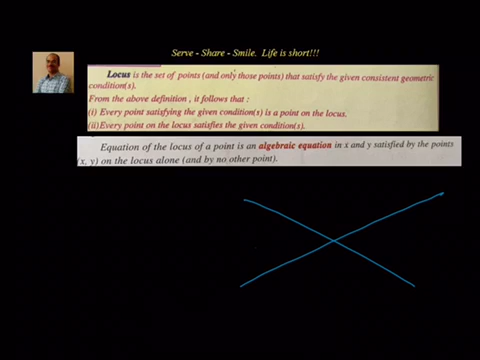 Serve - Share - Smile. Life is short!!!
Locus is the set of points (and only those points) that satisfy the given consistent geometric
condition(s).
From the above definition , it follows that :
(i) Every point satisfying the given condition(s) is a point on the locus.
(ii) Every point on the locus satisfies the given condition(s).
Equation of the locus of a point is an algebraic equation in x and y satisfied by the points
(x, y) on the locus alone (and by no other point).